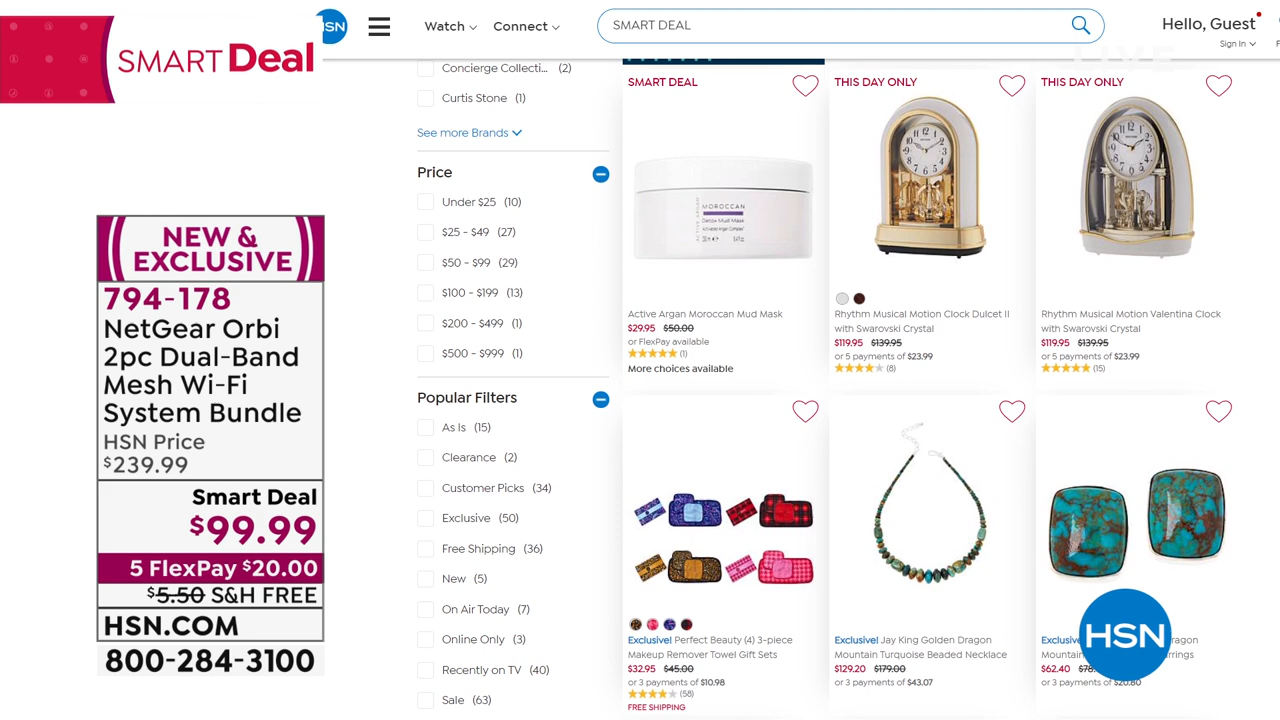 SMART Deal
HSN
Watch
Connect
SMART DEAL
Hello, Guest
Sign In
LIVE
NEW &
EXCLUSIVE
794-178
NetGear Orbi
2pc Dual-Band
Mesh Wi-Fi
System Bundle
HSN Price
$239.99
Smart Deal
$99.99
5 FlexPay $20.00
$5.50 S&H FREE
HSN.COM
800-284-3100
Concierge Collecti... (2)
Curtis Stone (1)
See more Brands
Price
Under $25 (10)
$25 - $49 (27)
$50 - $99 (29)
$100 - $199 (13)
$200 - $499 (1)
$500 - $999 (1)
Popular Filters
As Is (15)
Clearance (2)
Customer Picks (34)
Exclusive (50)
Free Shipping (36)
New (5)
On Air Today (7)
Online Only (3)
Recently on TV (40)
Sale (63)
SMART DEAL
MOROCCAN
Detox Mud Mask
Active Argan Moroccan Mud Mask
$29.95 $50.00
or FlexPay available
(1)
More choices available
THIS DAY ONLY
Rhythm Musical Motion Clock Dulcet II
with Swarovski Crystal
$119.95 $139.95
or 5 payments of $23.99
(8)
THIS DAY ONLY
Rhythm Musical Motion Valentina Clock
with Swarovski Crystal
$119.95 $139.95
or 5 payments of $23.99
(15)
Exclusive! Perfect Beauty (4) 3-piece
Makeup Remover Towel Gift Sets
$32.95 $45.00
or 3 payments of $10.98
(58)
FREE SHIPPING
Exclusive! Jay King Golden Dragon
Mountain Turquoise Beaded Necklace
$129.20 $179.00
or 3 payments of $43.07
Mountain
$62.40
or 3 payments of $20.80
HSN